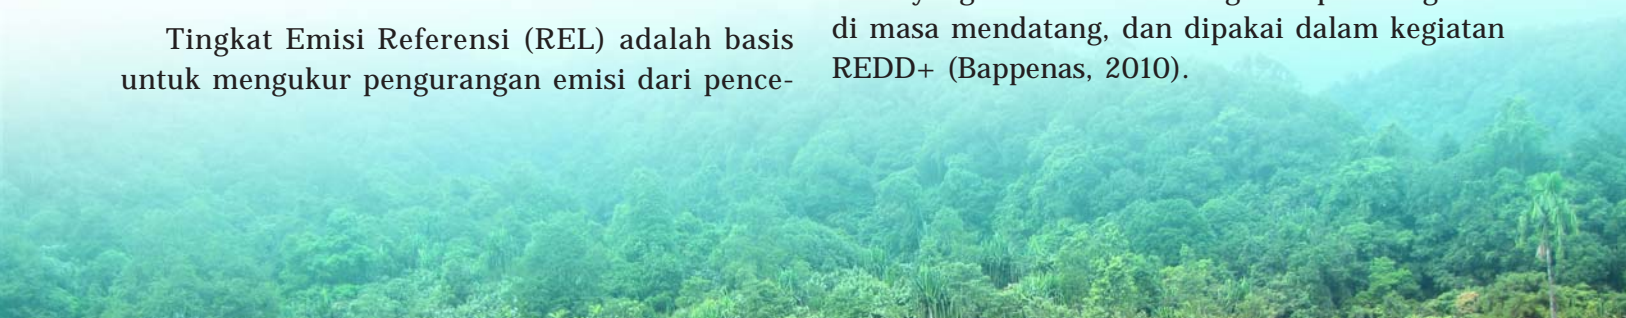 Tingkat Emisi Referensi (REL) adalah basis
untuk mengukur pengurangan emisi dari pence-
di masa mendatang, dan dipakai dalam kegiatan
REDD+ (Bappenas, 2010).